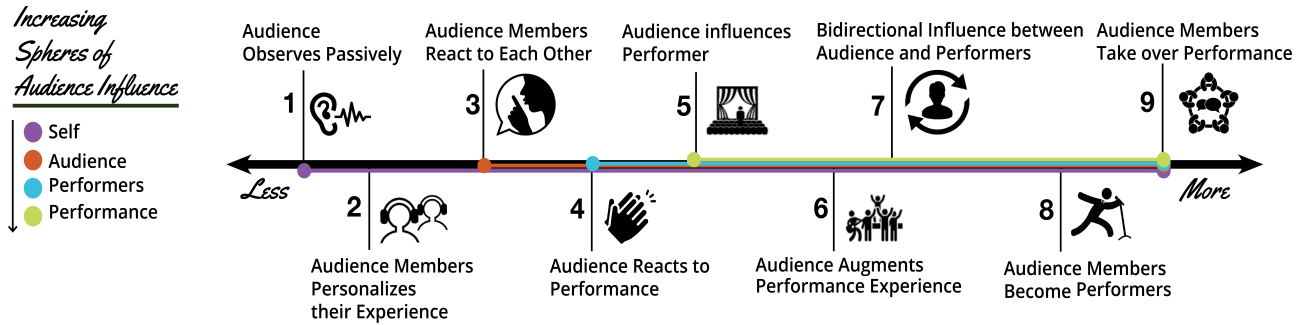 Increasing
Spheres of
Audience Influence
Self
Audience
Performers
Performance
Less
More
1
Audience
Observes Passively
2
Audience Members
Personalizes
their Experience
3
Audience Members
React to Each Other
4
Audience Reacts to
Performance
5
Audience influences
Performer
6
Audience Augments
Performance Experience
7
Bidirectional Influence between
Audience and Performers
8
Audience Members
Become Performers
9
Audience Members
Take over Performance